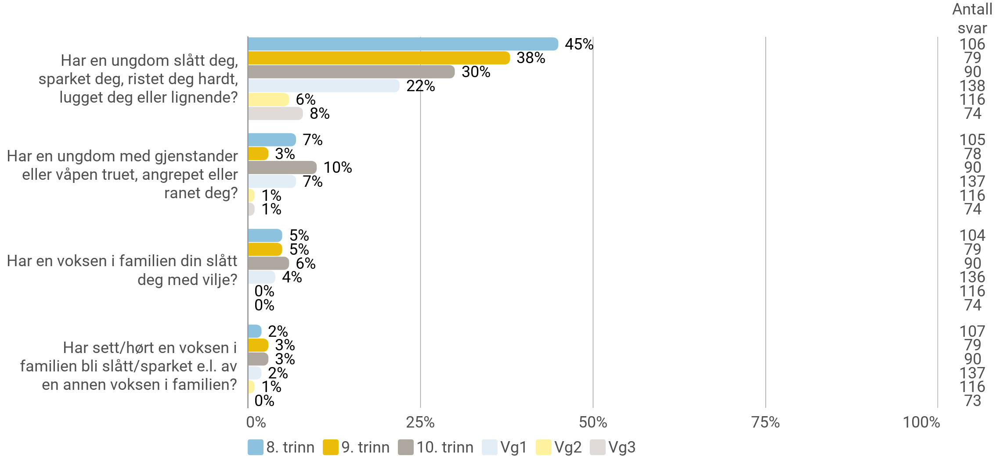 Antall
svar
Har en ungdom slått deg,
sparket deg, ristet deg hardt,
lugget deg eller lignende?
45% 106
38% 79
30% 90
22% 138
6% 116
8% 74
Har en ungdom med gjenstander
eller våpen truet, angrepet eller
ranet deg?
7% 105
3% 78
10% 90
7% 137
1% 116
1% 74
Har en voksen i familien din slått
deg med vilje?
5% 104
5% 79
6% 90
4% 136
0% 116
0% 74
Har sett/hørt en voksen i
familien bli slått/sparket e.l. av
en annen voksen i familien?
2% 107
3% 79
3% 90
2% 137
1% 116
0% 73
0% 25% 50% 75% 100%
8. trinn 9. trinn 10. trinn Vg1 Vg2 Vg3